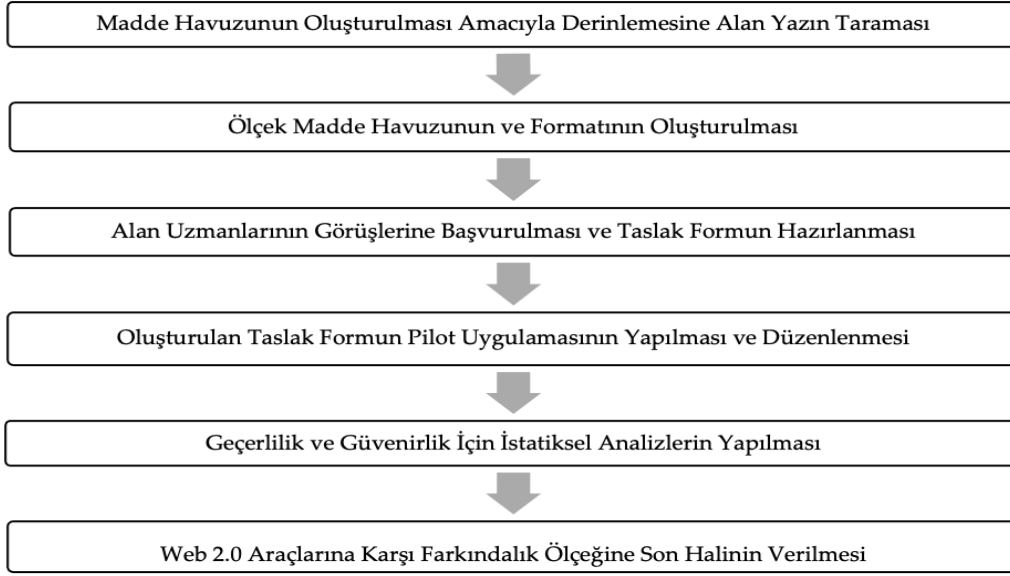 Madde Havuzunun Oluşturulması Amacıyla Derinlemesine Alan Yazın Taraması
Ölçek Madde Havuzunun ve Formatının Oluşturulması
Alan Uzmanlarının Görüşlerine Başvurulması ve Taslak Formun Hazırlanması
Oluşturulan Taslak Formun Pilot Uygulamasının Yapılması ve Düzenlenmesi
Geçerlilik ve Güvenirlik İçin İstatiksel Analizlerin Yapılması
Web 2.0 Araçlarına Karşı Farkındalık Ölçeğine Son Halinin Verilmesi